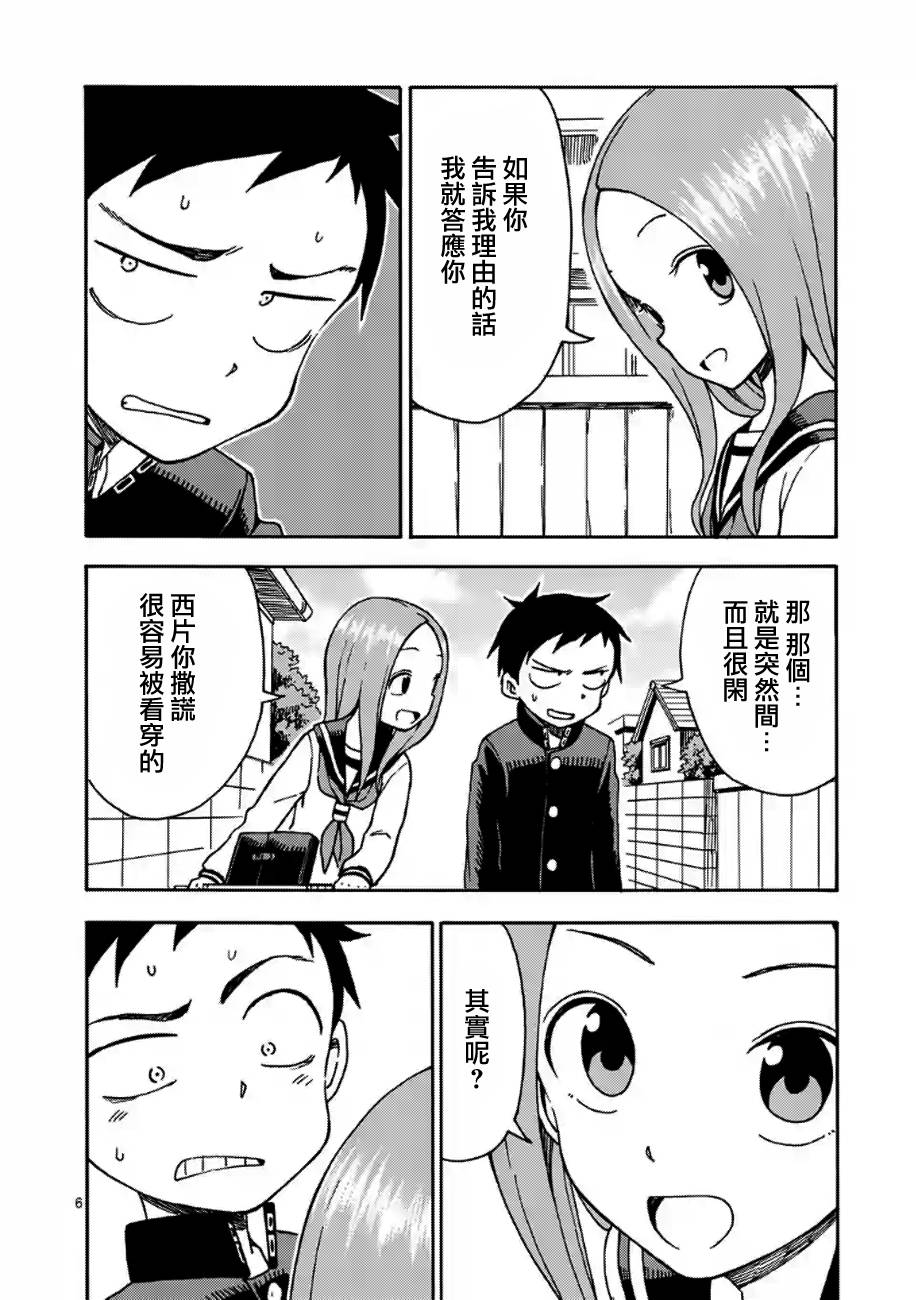 如果你
告訴我理由的話
我就答應你
那 那個…
就是突然間…
而且很閑
西片你撒謊
很容易被看穿的
其實呢？
6